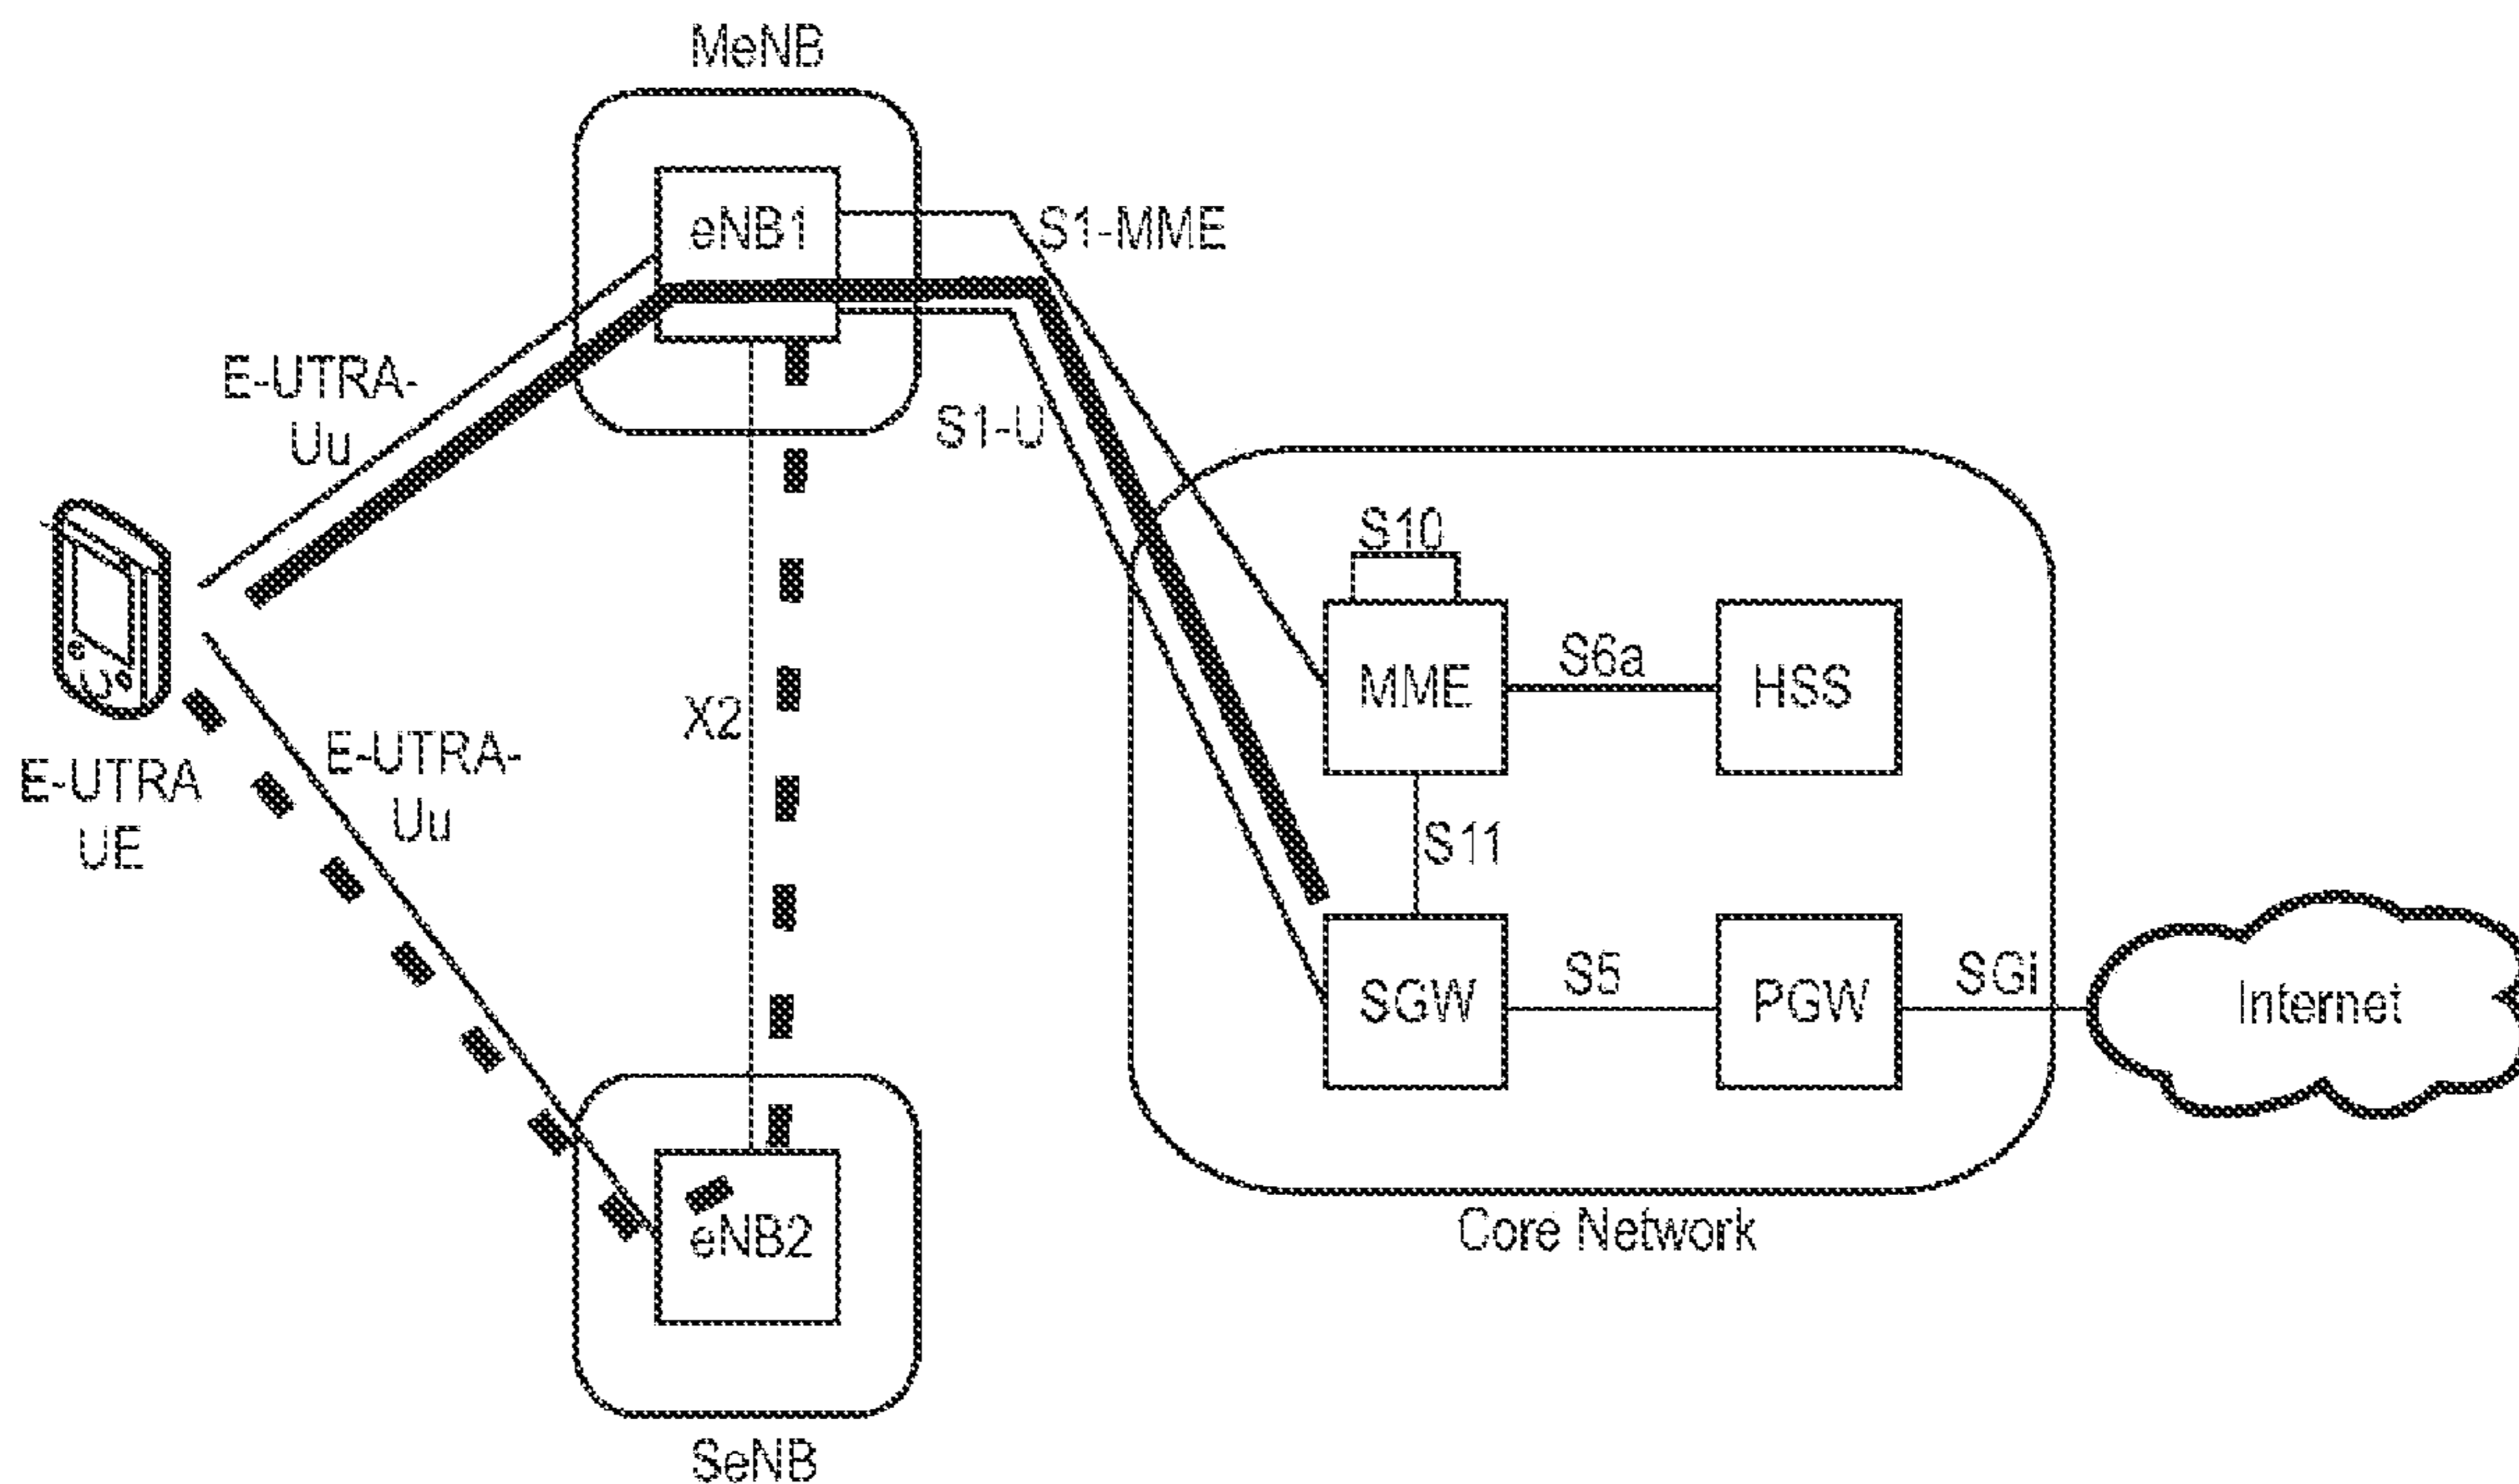 MeNB
eNB1
S1-MME
E-UTRA-
Uu
S1-U
S10
MME
S6a
HSS
X2
E-UTRA
UE
E-UTRA-
Uu
S11
SGW
S5
PGW
SGi
Internet
eNB2
Core Network
SeNB